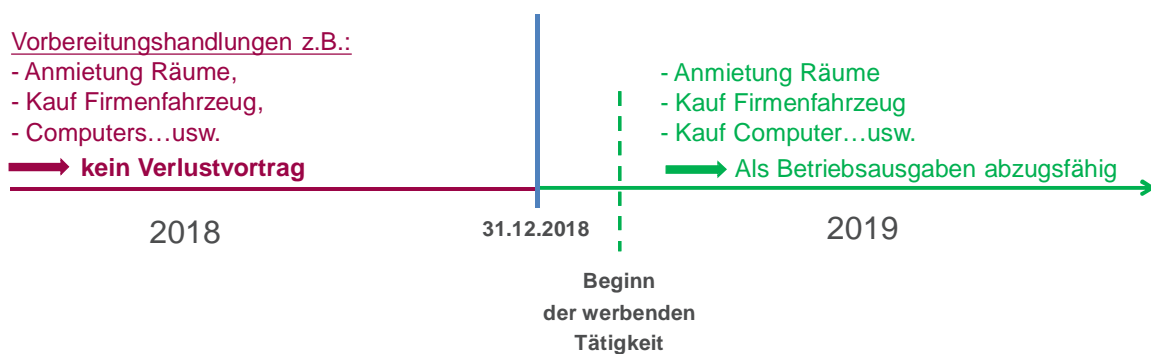 Vorbereitungshandlungen z.B.:
- Anmietung Räume,
- Kauf Firmenfahrzeug,
- Computers…usw.
kein Verlustvortrag
- Anmietung Räume
- Kauf Firmenfahrzeug
- Kauf Computer…usw.
Als Betriebsausgaben abzugsfähig
2018
31.12.2018
2019
Beginn
der werbenden
Tätigkeit